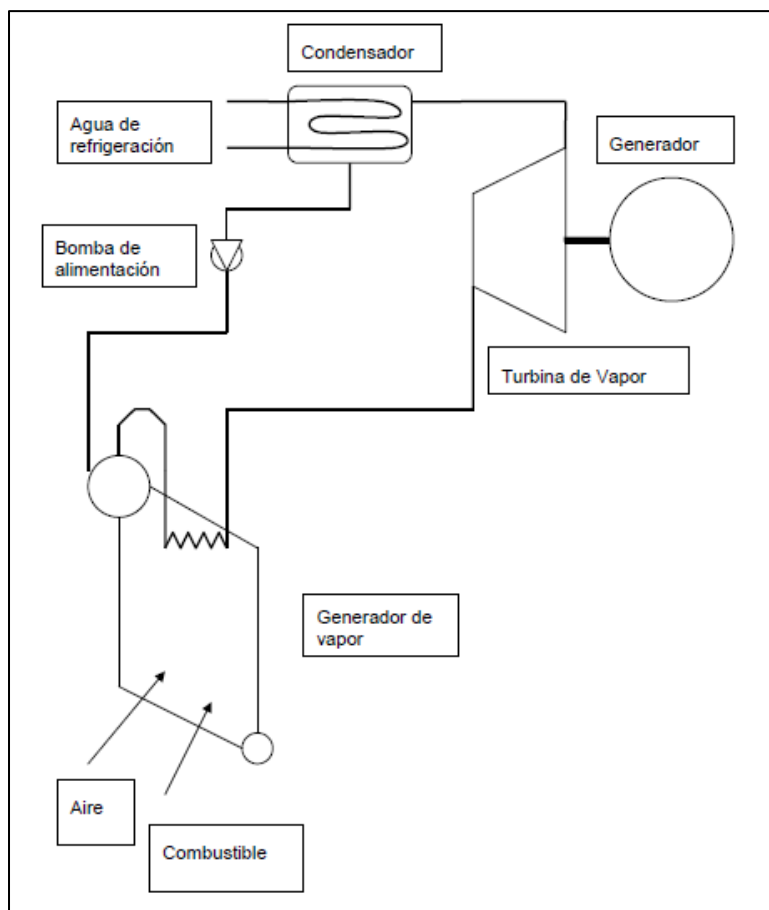 Condensador
Agua de
refrigeración
Generador
Bomba de
alimentación
Turbina de Vapor
Generador de
vapor
Aire
Combustible